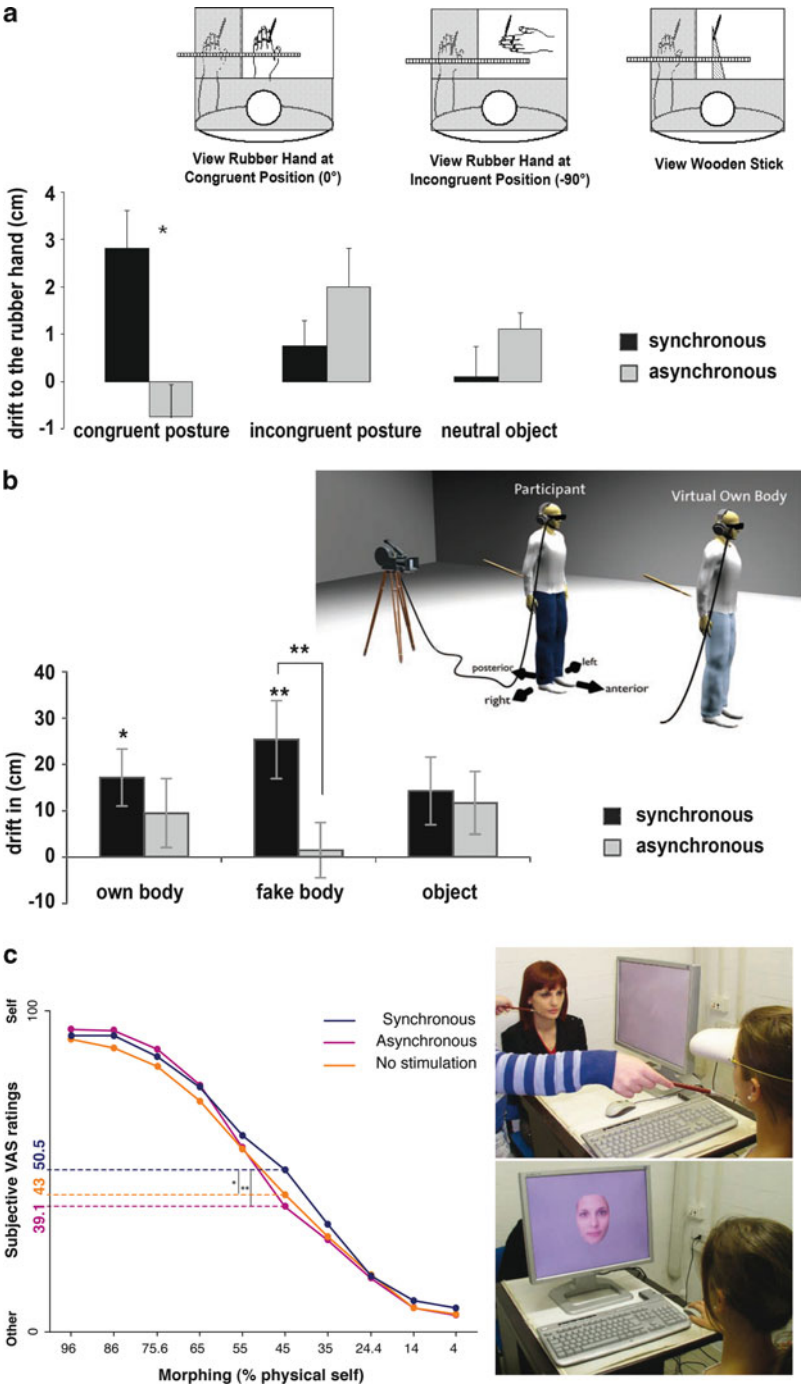 a
View Rubber Hand at
Congruent Position (0°)
View Rubber Hand at
Incongruent Position (-90°)
View Wooden Stick
drift to the rubber hand (cm)
4
3
2
1
0
-1
*
congruent posture
incongruent posture
neutral object
synchronous
asynchronous
b
Participant
Virtual Own Body
posterior
left
right
anterior
drift in (cm)
40
30
20
10
0
-10
*
**
**
own body
fake body
object
synchronous
asynchronous
c
Subjective VAS ratings
Self
Other
100
50.5
43
39.1
0
*
**
Synchronous
Asynchronous
No stimulation
96
86
75.6
65
55
45
35
24.4
14
4
Morphing (% physical self)